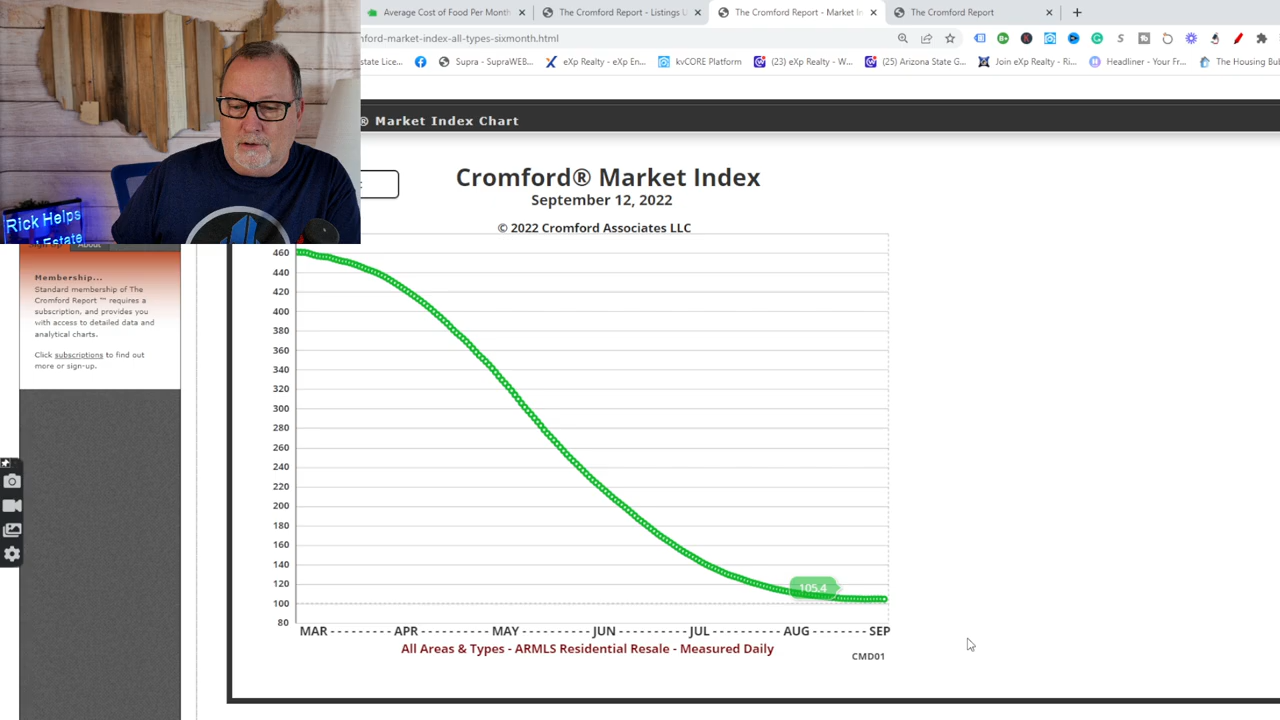 Average Cost of Food Per Month
The Cromford Report - Listings U
The Cromford Report - Market In
The Cromford Report
ford-market-index-all-types-sixmonth.html
state Lice...
Supra - SupraWEB...
eXp Realty - eXp En...
kvCORE Platform
(23) eXp Realty - W...
(25) Arizona State G...
Join eXp Realty - Ri...
Headliner - Your Fr...
The Housing Bu
® Market Index Chart
Cromford® Market Index
September 12, 2022
© 2022 Cromford Associates LLC
Rick Helps
l Estate
About
Membership...
Standard membership of The
Cromford Report ™ requires a
subscription, and provides you
with access to detailed data and
analytical charts.
Click subscriptions to find out
more or sign-up.
460
440
420
400
380
360
340
320
300
280
260
240
220
200
180
160
140
120
100
80
105.4
MAR - - - - - - - - APR - - - - - - - - MAY - - - - - - - - JUN - - - - - - - - JUL - - - - - - - - AUG - - - - - - - SEP
All Areas & Types - ARMLS Residential Resale - Measured Daily
CMD01